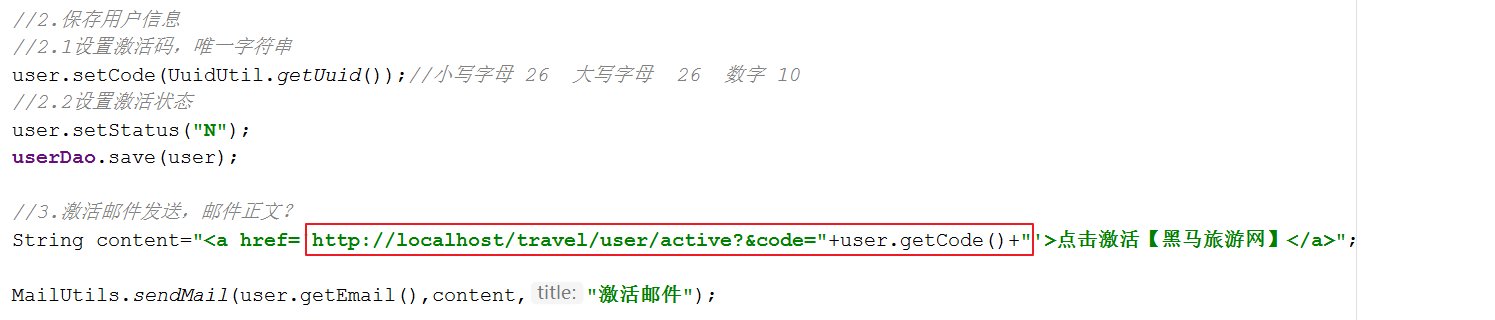 //2.保存用户信息
//2.1设置激活码，唯一字符串
user.setCode(UuidUtil.getUuid());//小写字母 26  大写字母  26  数字 10
//2.2设置激活状态
user.setStatus("N");
userDao.save(user);
//3.激活邮件发送，邮件正文？
String content="<a href='http://localhost/travel/user/active?&code="+user.getCode()+"'>点击激活【黑马旅游网】</a>";
MailUtils.sendMail(user.getEmail(),content, title: "激活邮件");